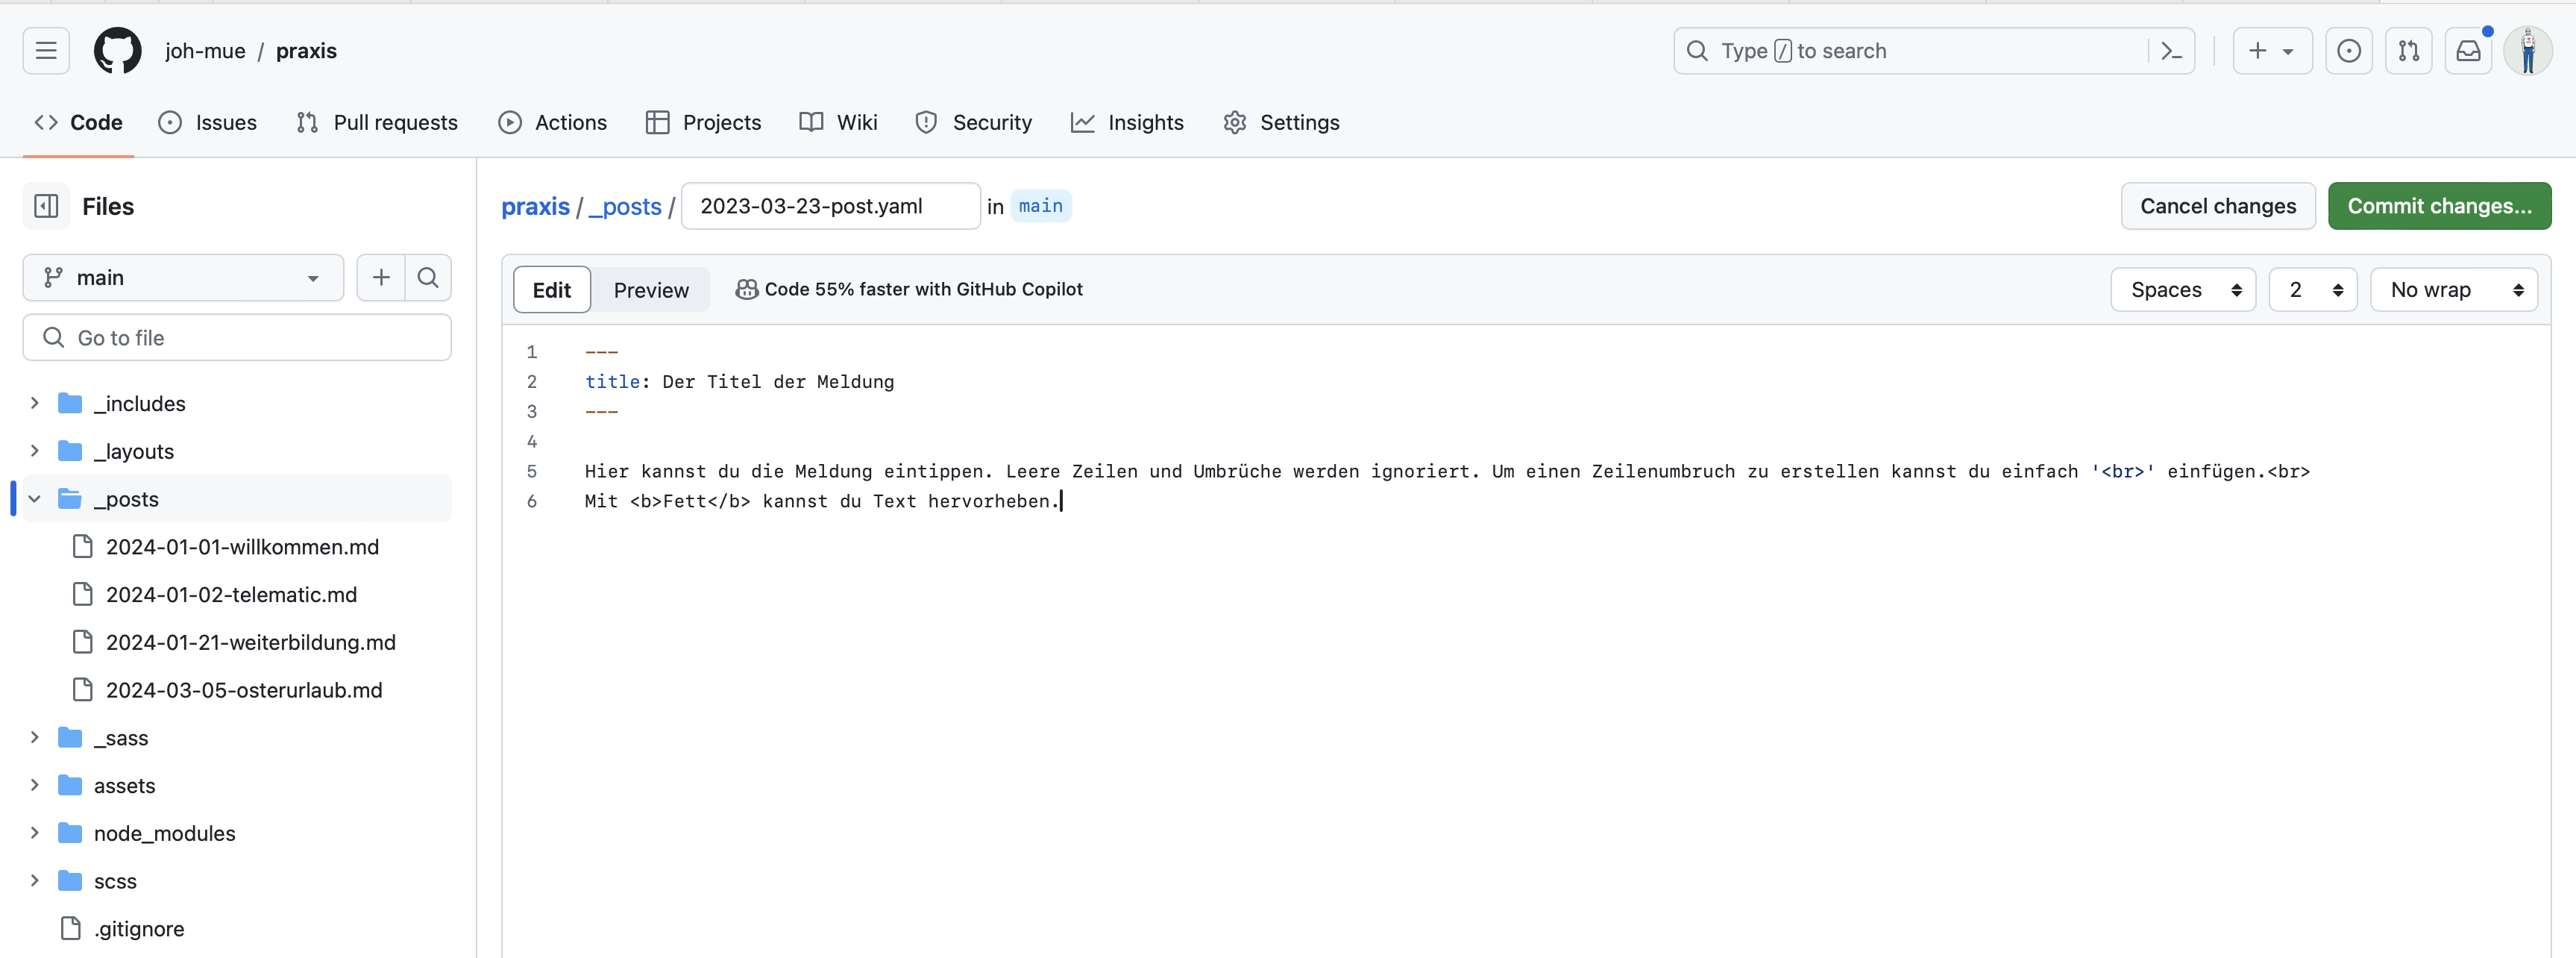 joh-mue / praxis
Type / to search
Code Issues Pull requests Actions Projects Wiki Security Insights Settings
Files
praxis / _posts / 2023-03-23-post.yaml in main
Cancel changes Commit changes...
main
Go to file
Edit Preview Code 55% faster with GitHub Copilot
Spaces 2 No wrap
_includes
_layouts
_posts
2024-01-01-willkommen.md
2024-01-02-telematic.md
2024-01-21-weiterbildung.md
2024-03-05-osterurlaub.md
_sass
assets
node_modules
scss
.gitignore
1 ---
2 title: Der Titel der Meldung
3 ---
4
5 Hier kannst du die Meldung eintippen. Leere Zeilen und Umbrüche werden ignoriert. Um einen Zeilenumbruch zu erstellen kannst du einfach '<br>' einfügen.<br>
6 Mit <b>Fett</b> kannst du Text hervorheben.